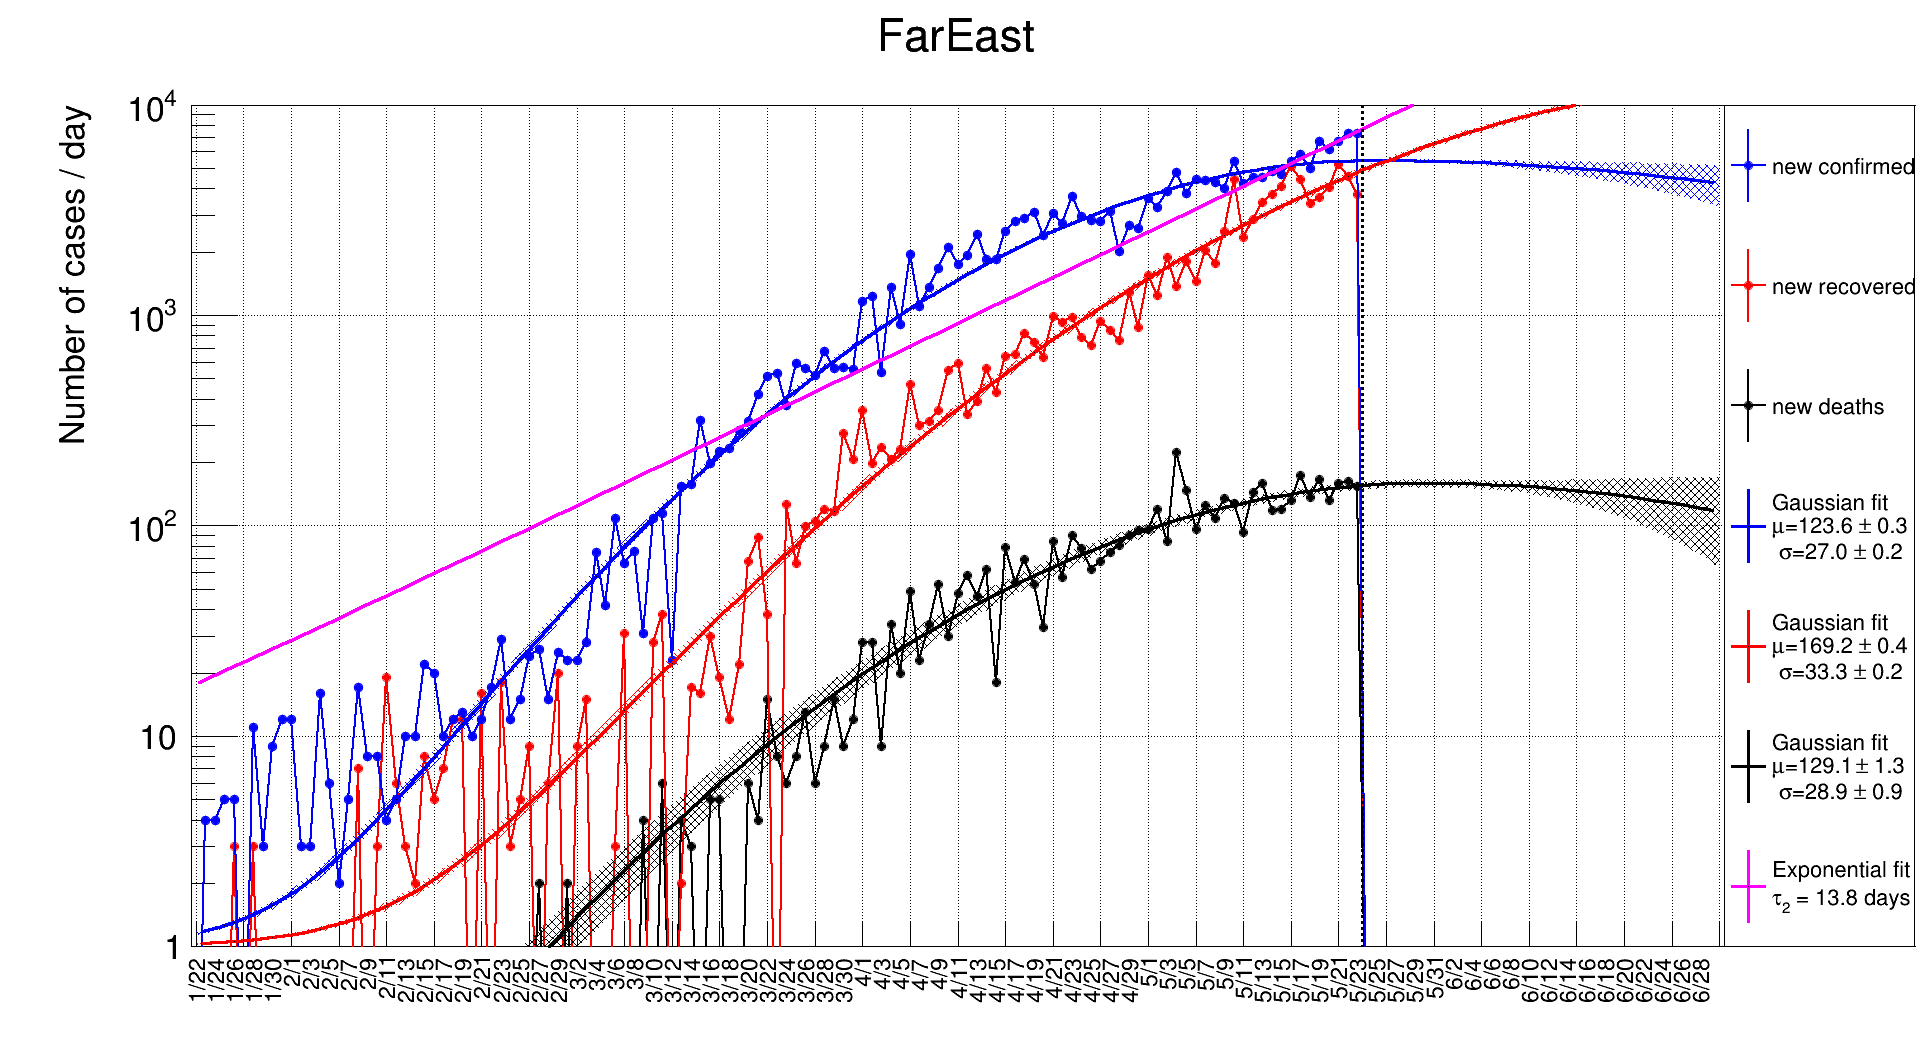 FarEast
Number of cases / day
10^4
10^3
10^2
10
1
1/22 1/24 1/26 1/28 1/30 2/1 2/3 2/5 2/7 2/9 2/11 2/13 2/15 2/17 2/19 2/21 2/23 2/25 2/27 2/29 3/2 3/4 3/6 3/8 3/10 3/12 3/14 3/16 3/18 3/20 3/22 3/24 3/26 3/28 3/30 4/1 4/3 4/5 4/7 4/9 4/11 4/13 4/15 4/17 4/19 4/21 4/23 4/25 4/27 4/29 5/1 5/3 5/5 5/7 5/9 5/11 5/13 5/15 5/17 5/19 5/21 5/23 5/25 5/27 5/29 5/31 6/2 6/4 6/6 6/8 6/10 6/12 6/14 6/16 6/18 6/20 6/22 6/24 6/26 6/28
new confirmed
new recovered
new deaths
Gaussian fit
μ=123.6 ± 0.3
σ=27.0 ± 0.2
Gaussian fit
μ=169.2 ± 0.4
σ=33.3 ± 0.2
Gaussian fit
μ=129.1 ± 1.3
σ=28.9 ± 0.9
Exponential fit
τ₂ = 13.8 days